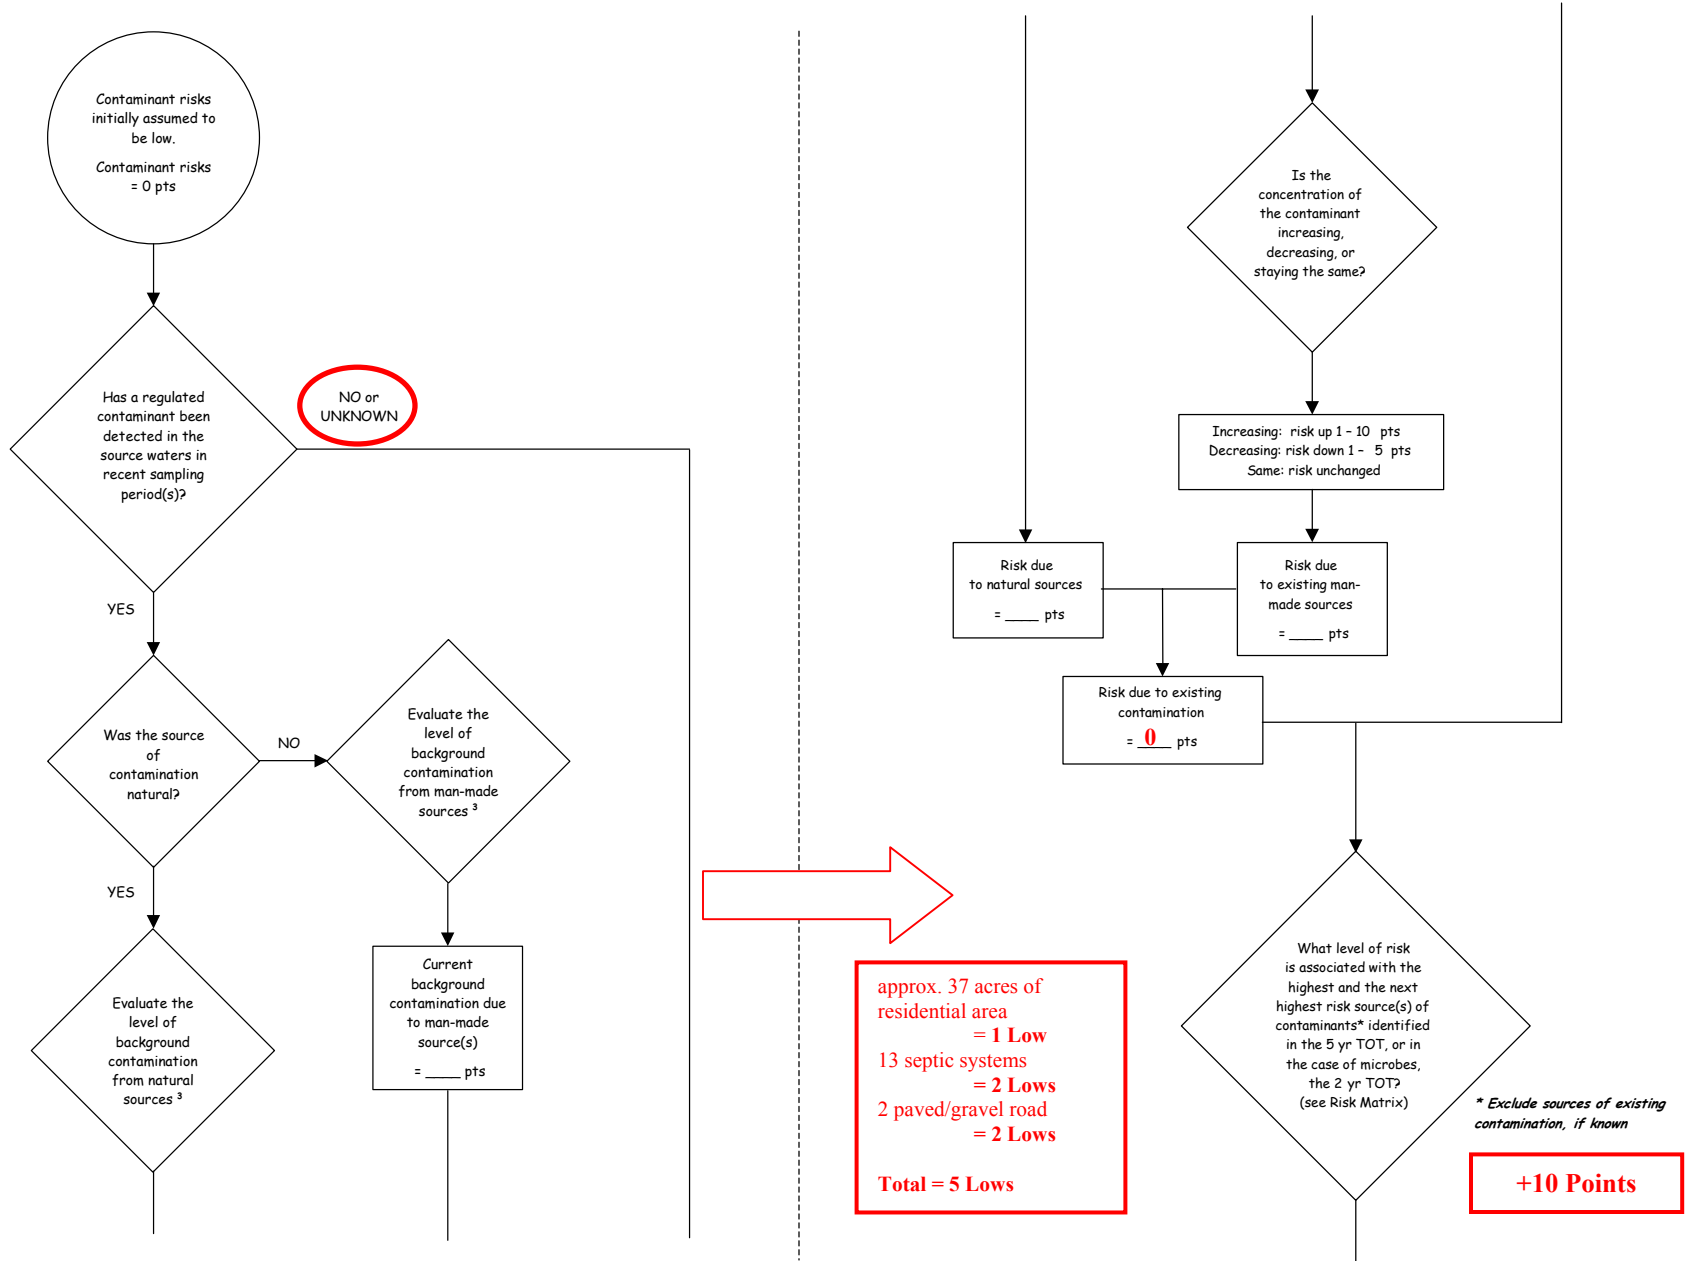 Contaminant risks
initially assumed to
be low.
Contaminant risks
= 0 pts
Has a regulated
contaminant been
detected in the
source waters in
recent sampling
period(s)?
NO or
UNKNOWN
YES
Was the source
of
contamination
natural?
NO
Evaluate the
level of
background
contamination
from man-made
sources ³
YES
Evaluate the
level of
background
contamination
from natural
sources ³
Current
background
contamination due
to man-made
source(s)
= ____ pts
Is the
concentration of
the contaminant
increasing,
decreasing, or
staying the same?
Increasing: risk up 1 – 10 pts
Decreasing: risk down 1 – 5 pts
Same: risk unchanged
Risk due
to natural sources
= ____ pts
Risk due
to existing man-
made sources
= ____ pts
Risk due to existing
contamination
= 0 pts
approx. 37 acres of
residential area
= 1 Low
13 septic systems
= 2 Lows
2 paved/gravel road
= 2 Lows
Total = 5 Lows
What level of risk
is associated with the
highest and the next
highest risk source(s) of
contaminants* identified
in the 5 yr TOT, or in
the case of microbes,
the 2 yr TOT?
(see Risk Matrix)
* Exclude sources of existing
contamination, if known
+10 Points